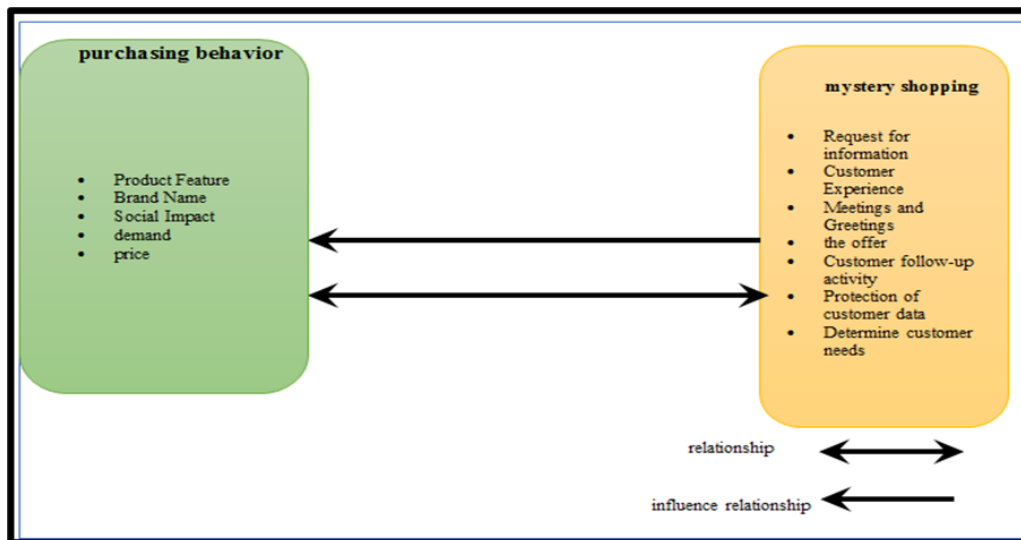 purchasing behavior
• Product Feature
• Brand Name
• Social Impact
• demand
• price
mystery shopping
• Request for
information
• Customer
Experience
• Meetings and
Greetings
• the offer
• Customer follow-up
activity
• Protection of
customer data
• Determine customer
needs
relationship
influence relationship